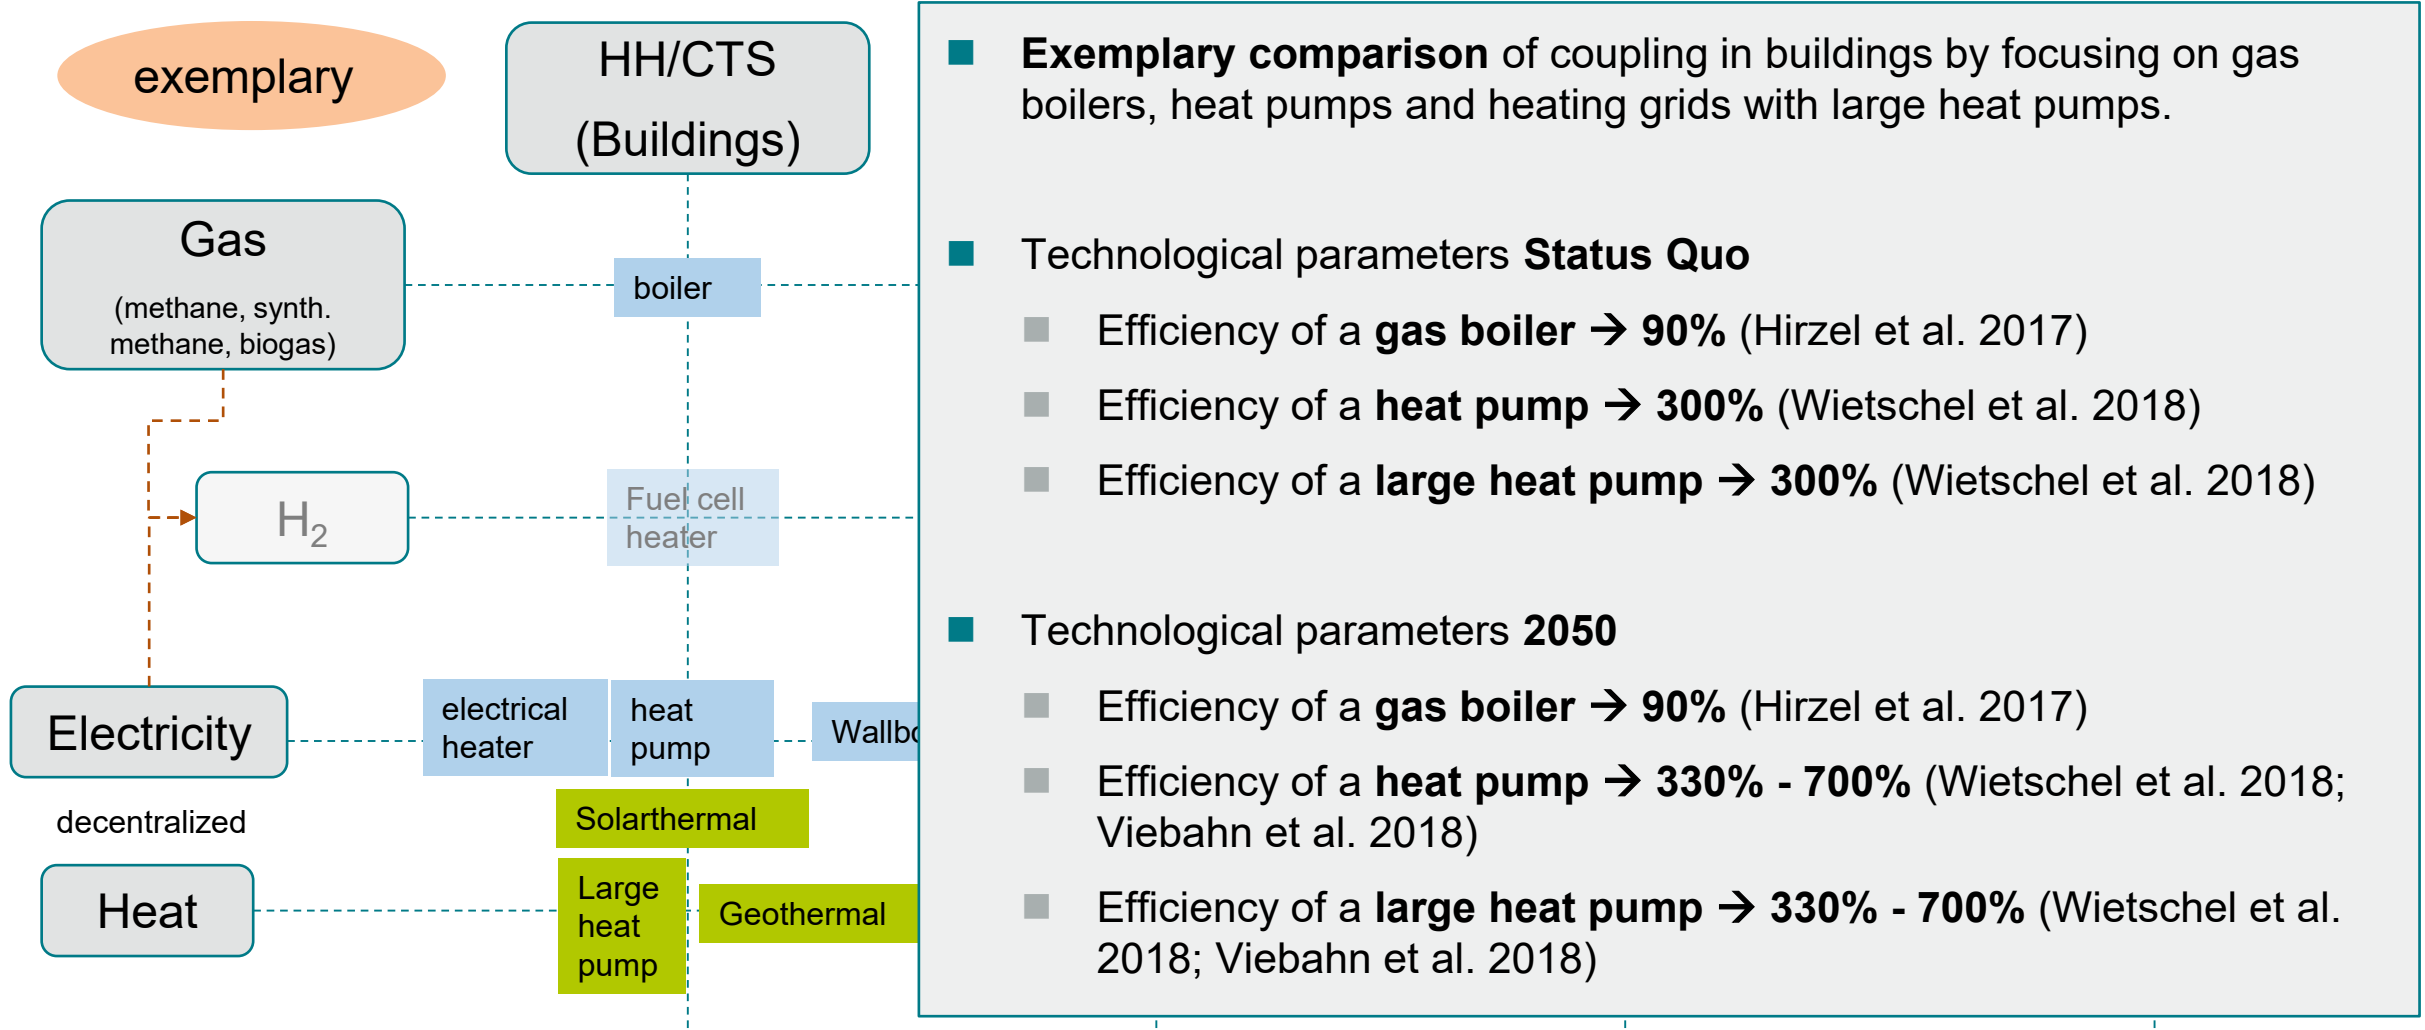 exemplary
HH/CTS
(Buildings)
Gas
(methane, synth.
methane, biogas)
boiler
H₂
Fuel cell
heater
Electricity
electrical
heater
heat
pump
Wallbo
decentralized
Solarthermal
Heat
Large
heat
pump
Geothermal
Exemplary comparison of coupling in buildings by focusing on gas
boilers, heat pumps and heating grids with large heat pumps.
Technological parameters Status Quo
Efficiency of a gas boiler → 90% (Hirzel et al. 2017)
Efficiency of a heat pump → 300% (Wietschel et al. 2018)
Efficiency of a large heat pump → 300% (Wietschel et al. 2018)
Technological parameters 2050
Efficiency of a gas boiler → 90% (Hirzel et al. 2017)
Efficiency of a heat pump → 330% - 700% (Wietschel et al. 2018;
Viebahn et al. 2018)
Efficiency of a large heat pump → 330% - 700% (Wietschel et al.
2018; Viebahn et al. 2018)